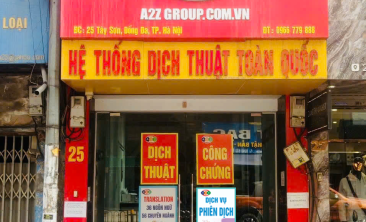 A2Z GROUP.COM.VN
ĐC: 25 Tây Sơn, Đống Đa, TP. Hà Nội
ĐT: 0966 779 888
LOẠI
HỆ THỐNG DỊCH THUẬT TOÀN QUỐC
25
DỊCH
THUẬT
CÔNG
CHỨNG
TRANSLATION
DỊCH VỤ
PHIÊN DỊCH